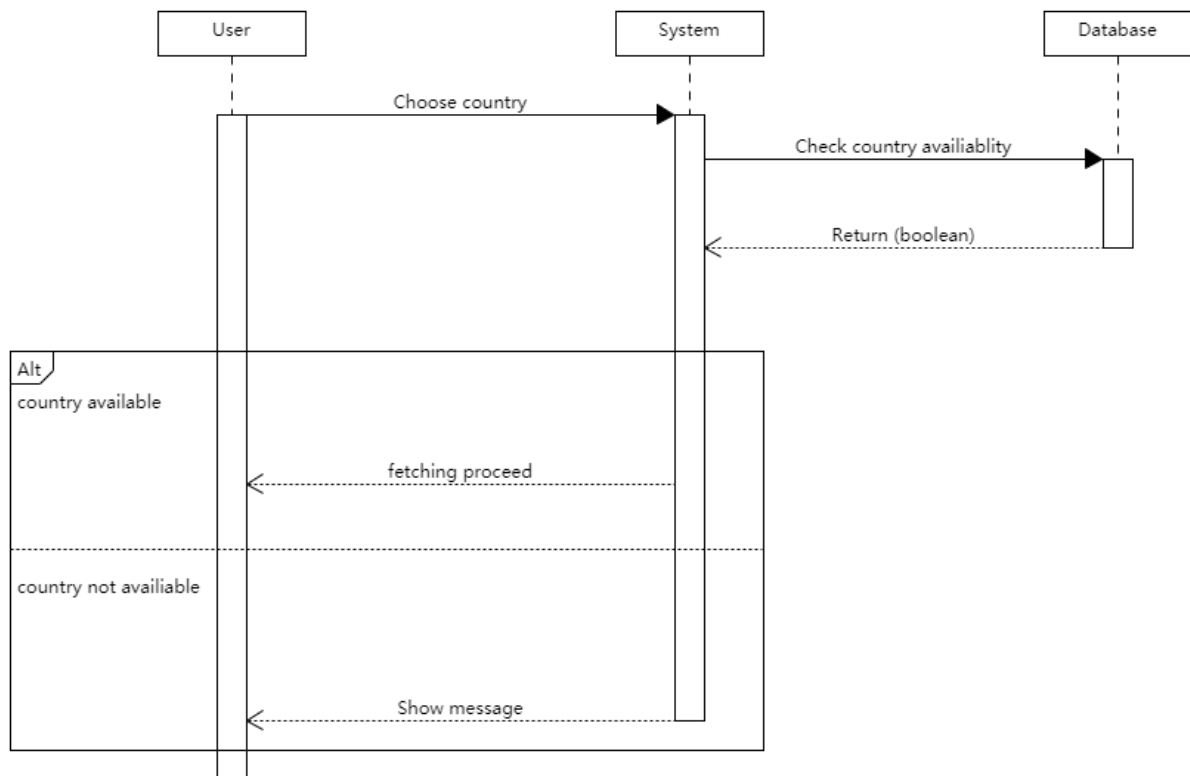 User
System
Database
Choose country
Check country availiablity
Return (boolean)
Alt
country available
fetching proceed
country not availiable
Show message